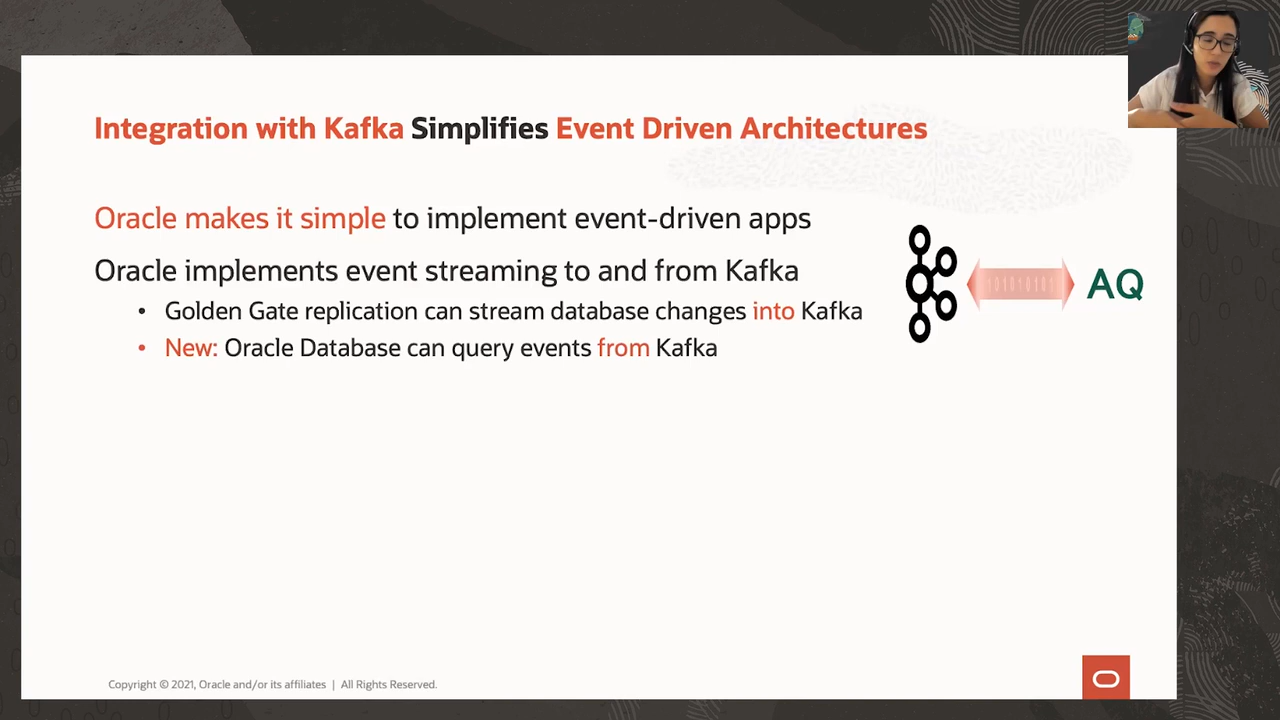 Integration with Kafka Simplifies Event Driven Architectures
Oracle makes it simple to implement event-driven apps
Oracle implements event streaming to and from Kafka
• Golden Gate replication can stream database changes into Kafka
• New: Oracle Database can query events from Kafka
101010101
AQ
Copyright © 2021, Oracle and/or its affiliates | All Rights Reserved.